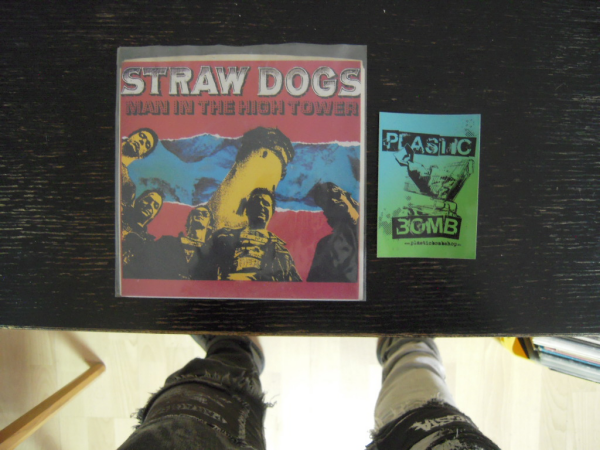 STRAW DOGS
MAN IN THE HIGH TOWER
PLASTIC
BOMB